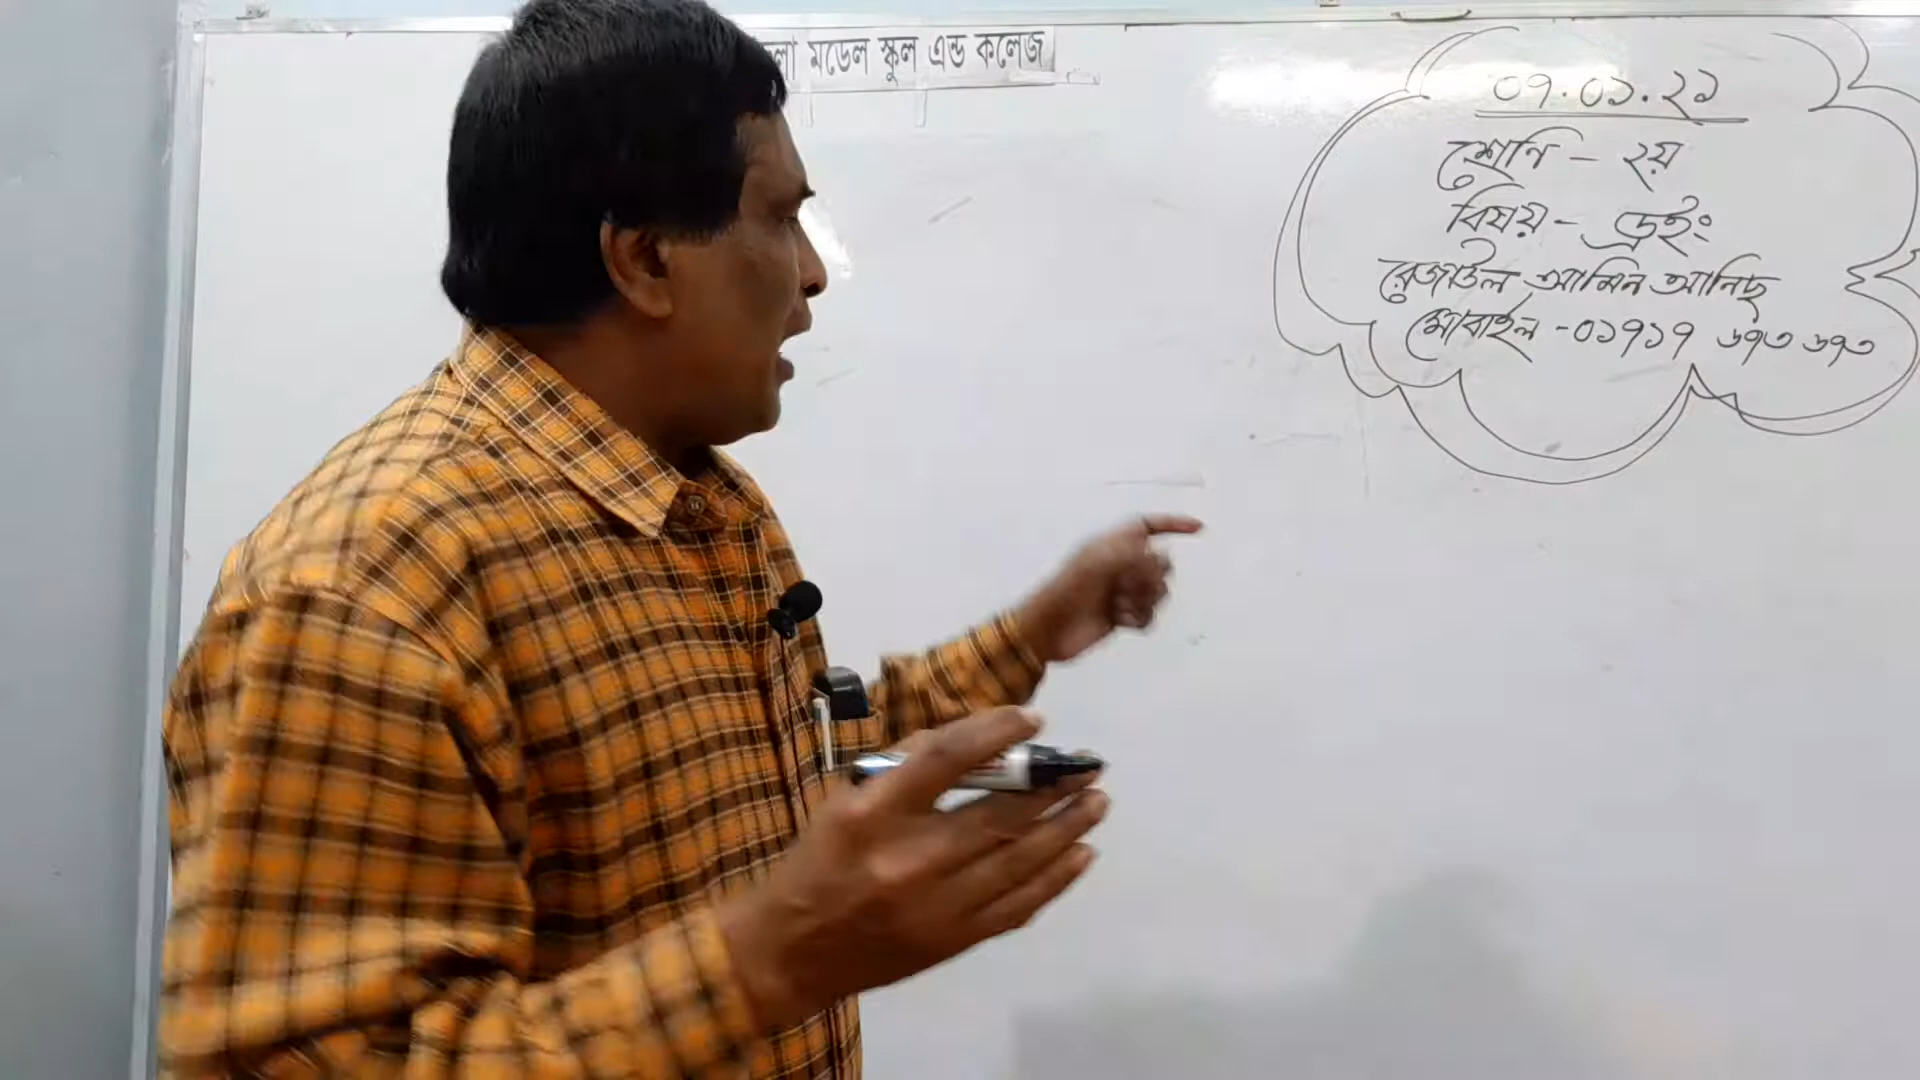 মডেল স্কুল এন্ড কলেজ
০৭.০১.২১
শ্রেনি - ২য়
বিষয় - ড্রইং
রেজাউল আমিন আনিছ
মোবাইল - ০১৭১৭ ৬৭৩ ৬৭৩